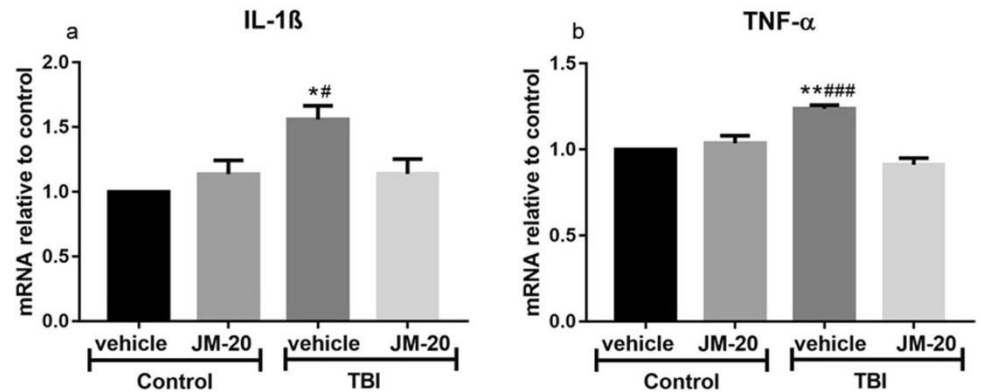 a
IL-1ß
mRNA relative to control
2.0
1.5
1.0
0.5
0.0
*#
vehicle JM-20 vehicle JM-20
Control TBI
b
TNF-α
mRNA relative to control
1.5
1.0
0.5
0.0
**###
vehicle JM-20 vehicle JM-20
Control TBI